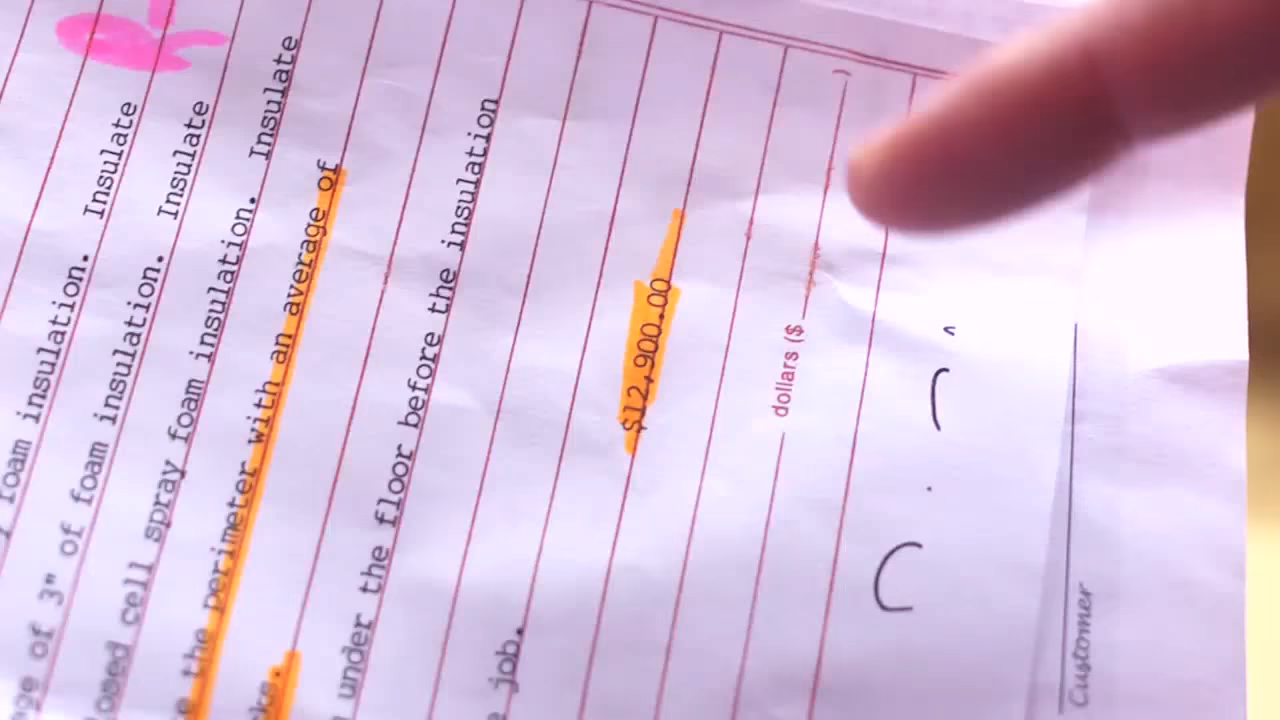 foam insulation. Insulate
of 3" of foam insulation. Insulate
cell spray foam insulation. Insulate
the perimeter with an average of
under the floor before the insulation
job.
$12,900.00
dollars ($
)
Customer